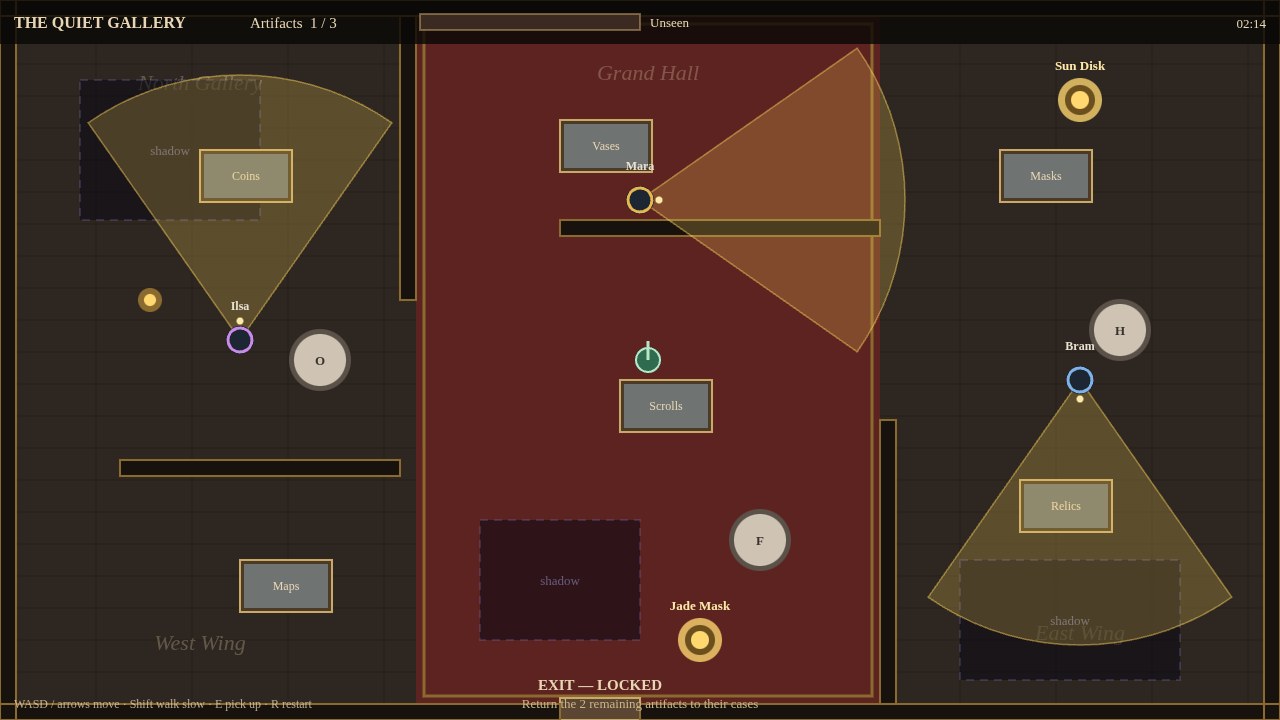 THE QUIET GALLERY
Artifacts 1 / 3
Unseen
02:14
Sun Disk
Grand Hall
North Gallery
shadow
Coins
Vases
Mara
Masks
Ilsa
O
H
Bram
Scrolls
Relics
F
shadow
Maps
Jade Mask
shadow
East Wing
West Wing
EXIT — LOCKED
WASD / arrows move · Shift walk slow · E pick up · R restart
Return the 2 remaining artifacts to their cases